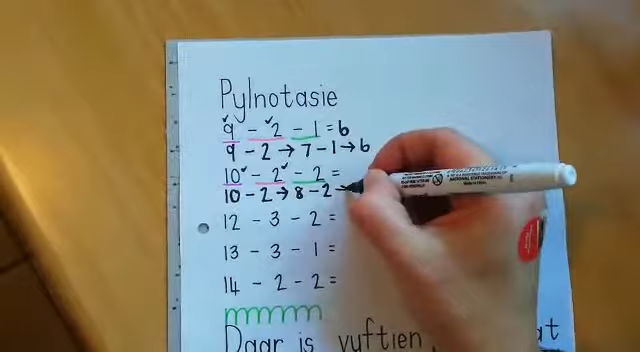 Pylnotasie
9 - 2 - 1 = 6
9 - 2 → 7 - 1 → 6
10 - 2 - 2 =
10 - 2 → 8 - 2 →
12 - 3 - 2 =
13 - 3 - 1 =
14 - 2 - 2 =
Daar is vyftien